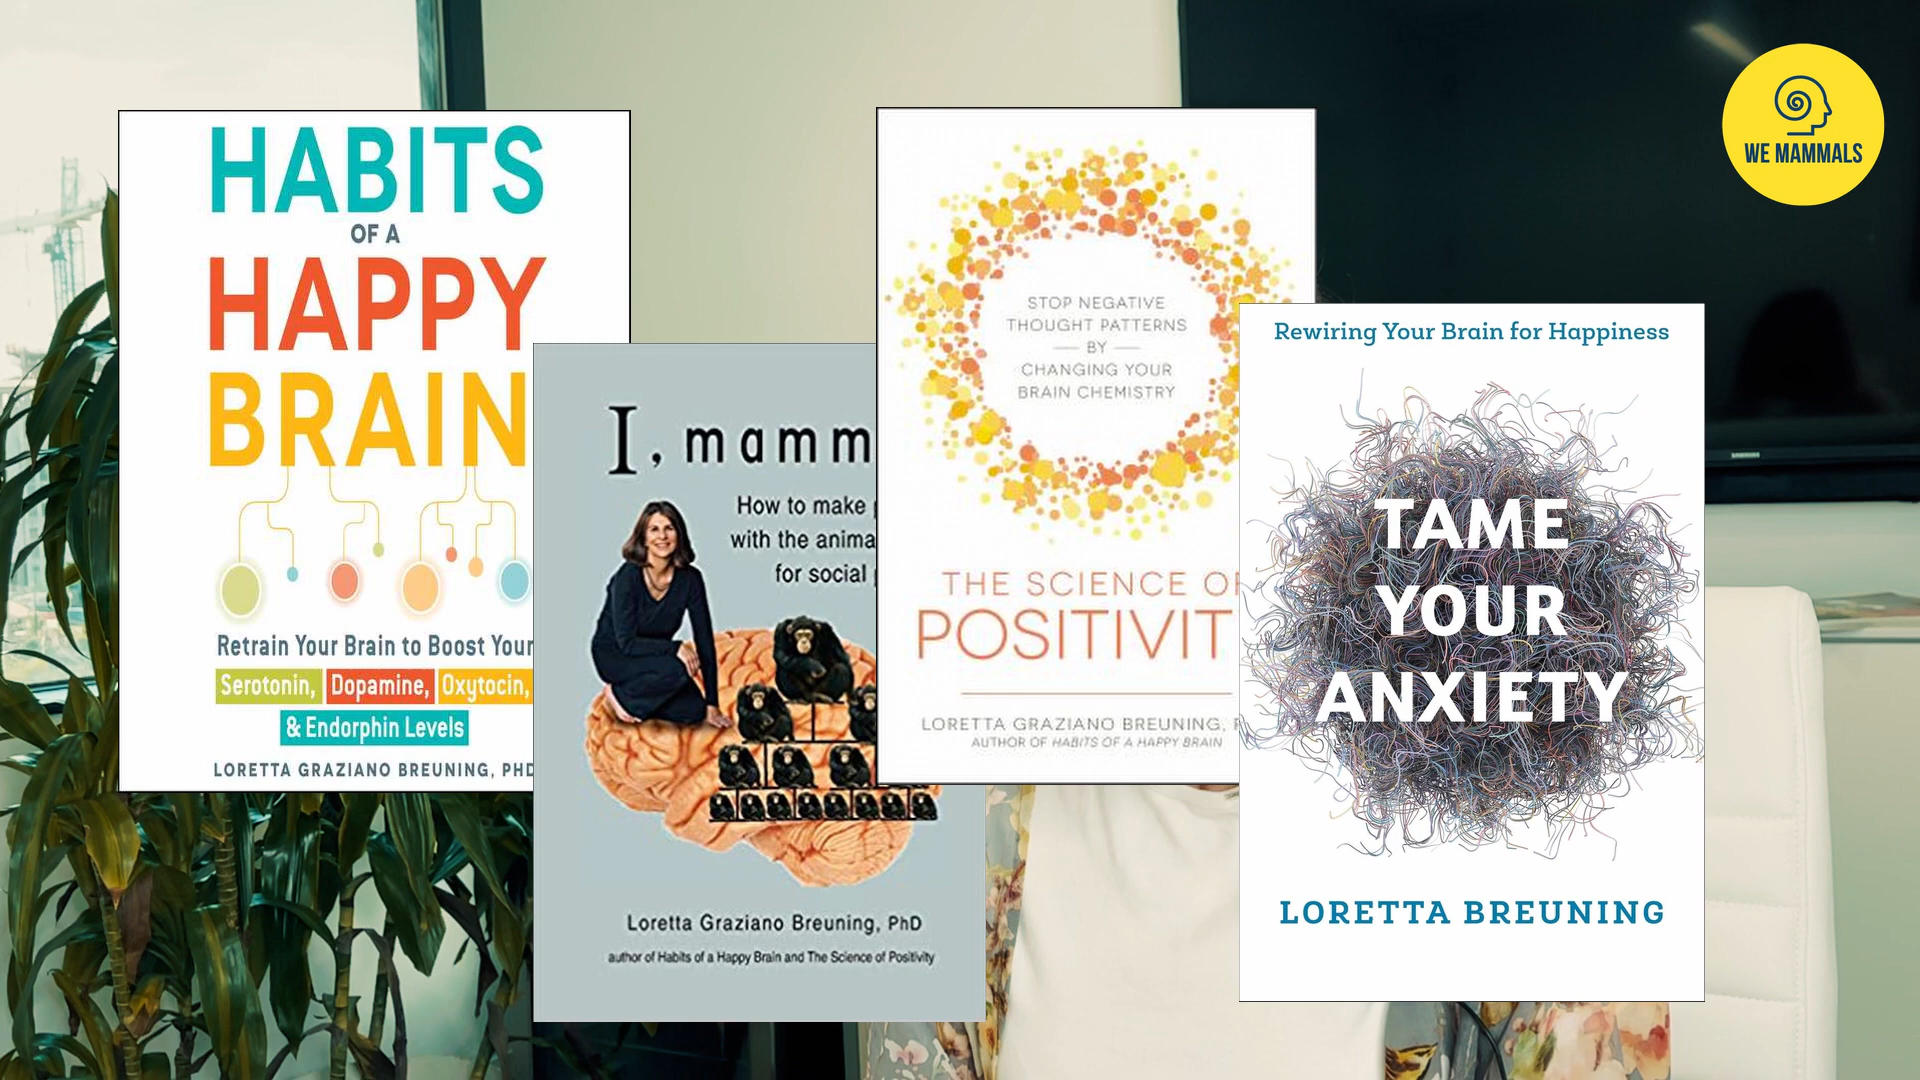 HABITS
OF A
HAPPY
BRAIN
Retrain Your Brain to Boost Your
Serotonin, Dopamine, Oxytocin,
& Endorphin Levels
LORETTA GRAZIANO BREUNING, PHD
I, mamm
How to make
with the anima
for social
Loretta Graziano Breuning, PhD
author of Habits of a Happy Brain and The Science of Positivity
STOP NEGATIVE
THOUGHT PATTERNS
BY
CHANGING YOUR
BRAIN CHEMISTRY
THE SCIENCE OF
POSITIVIT
LORETTA GRAZIANO BREUNING,
AUTHOR OF HABITS OF A HAPPY BRAIN
Rewiring Your Brain for Happiness
TAME
YOUR
ANXIETY
LORETTA BREUNING
WE MAMMALS